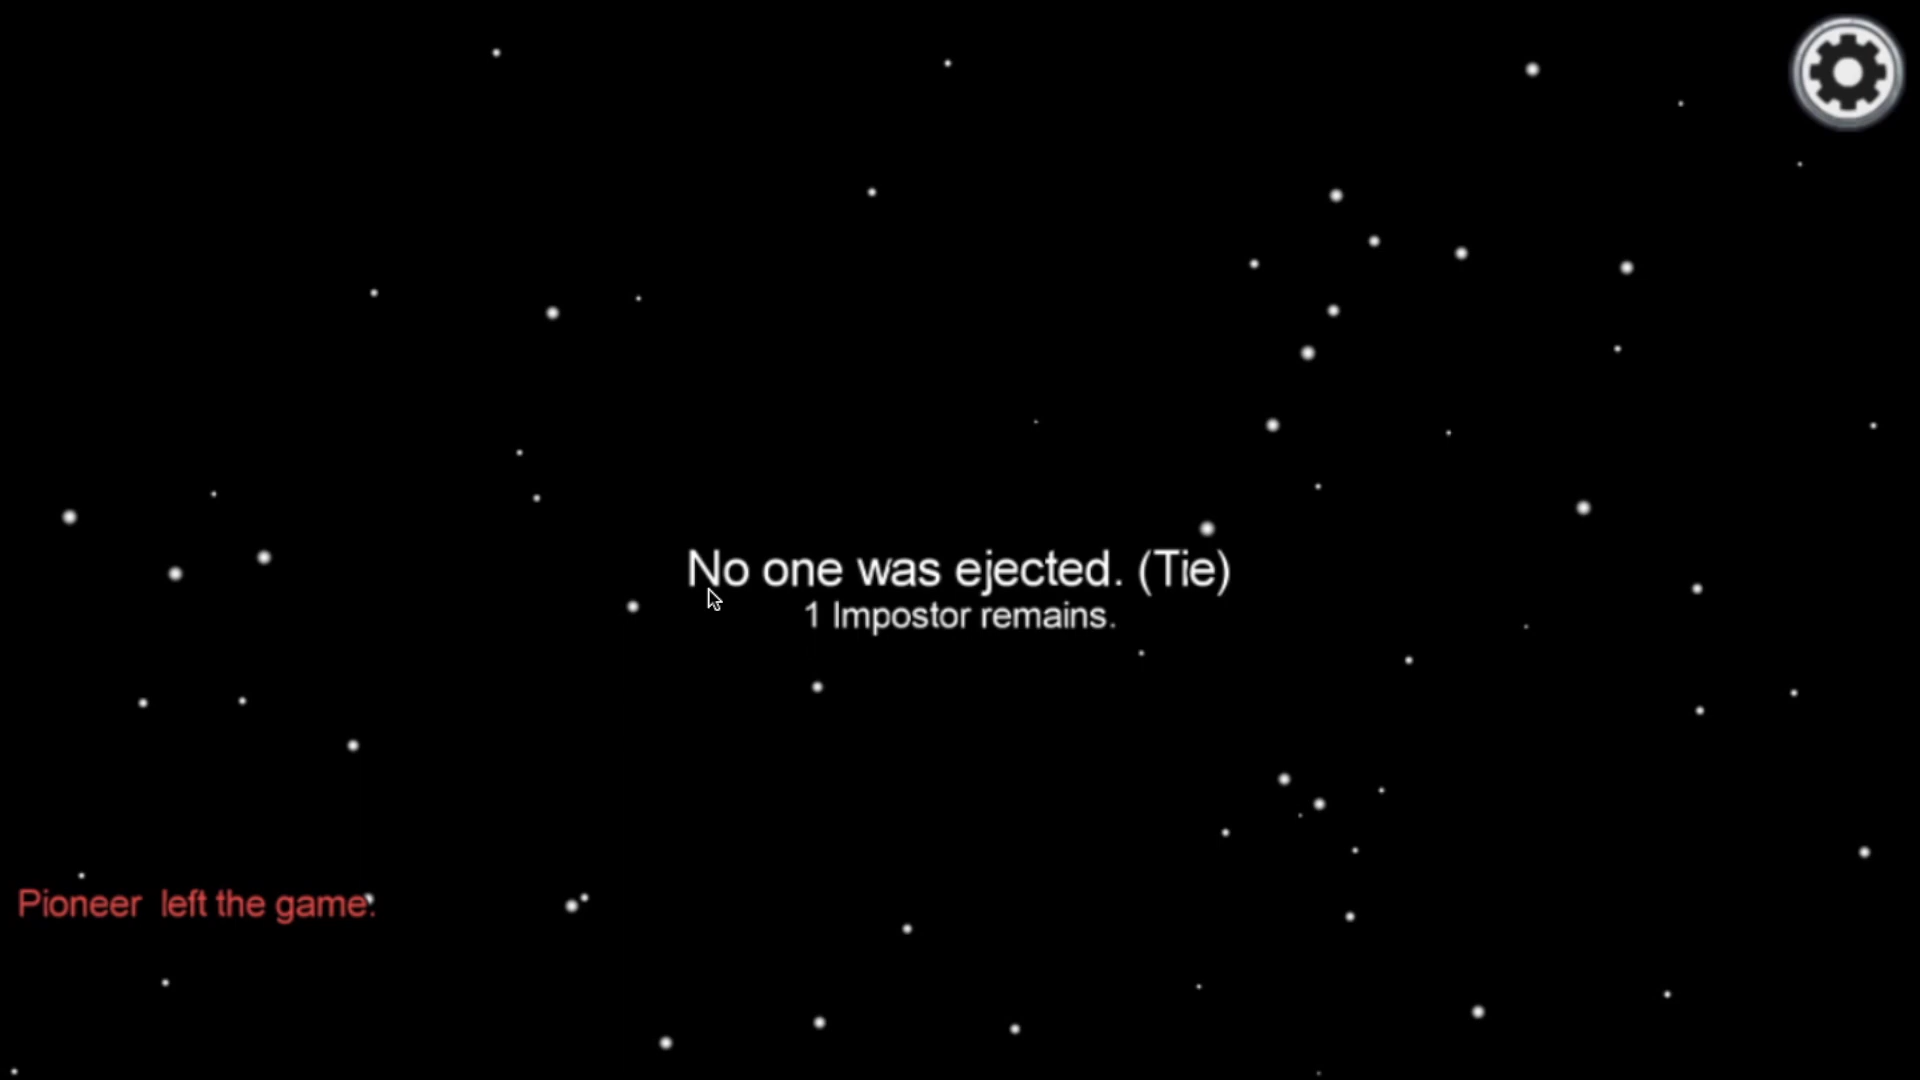 No one was ejected. (Tie)
1 Impostor remains.
Pioneer  left the game.